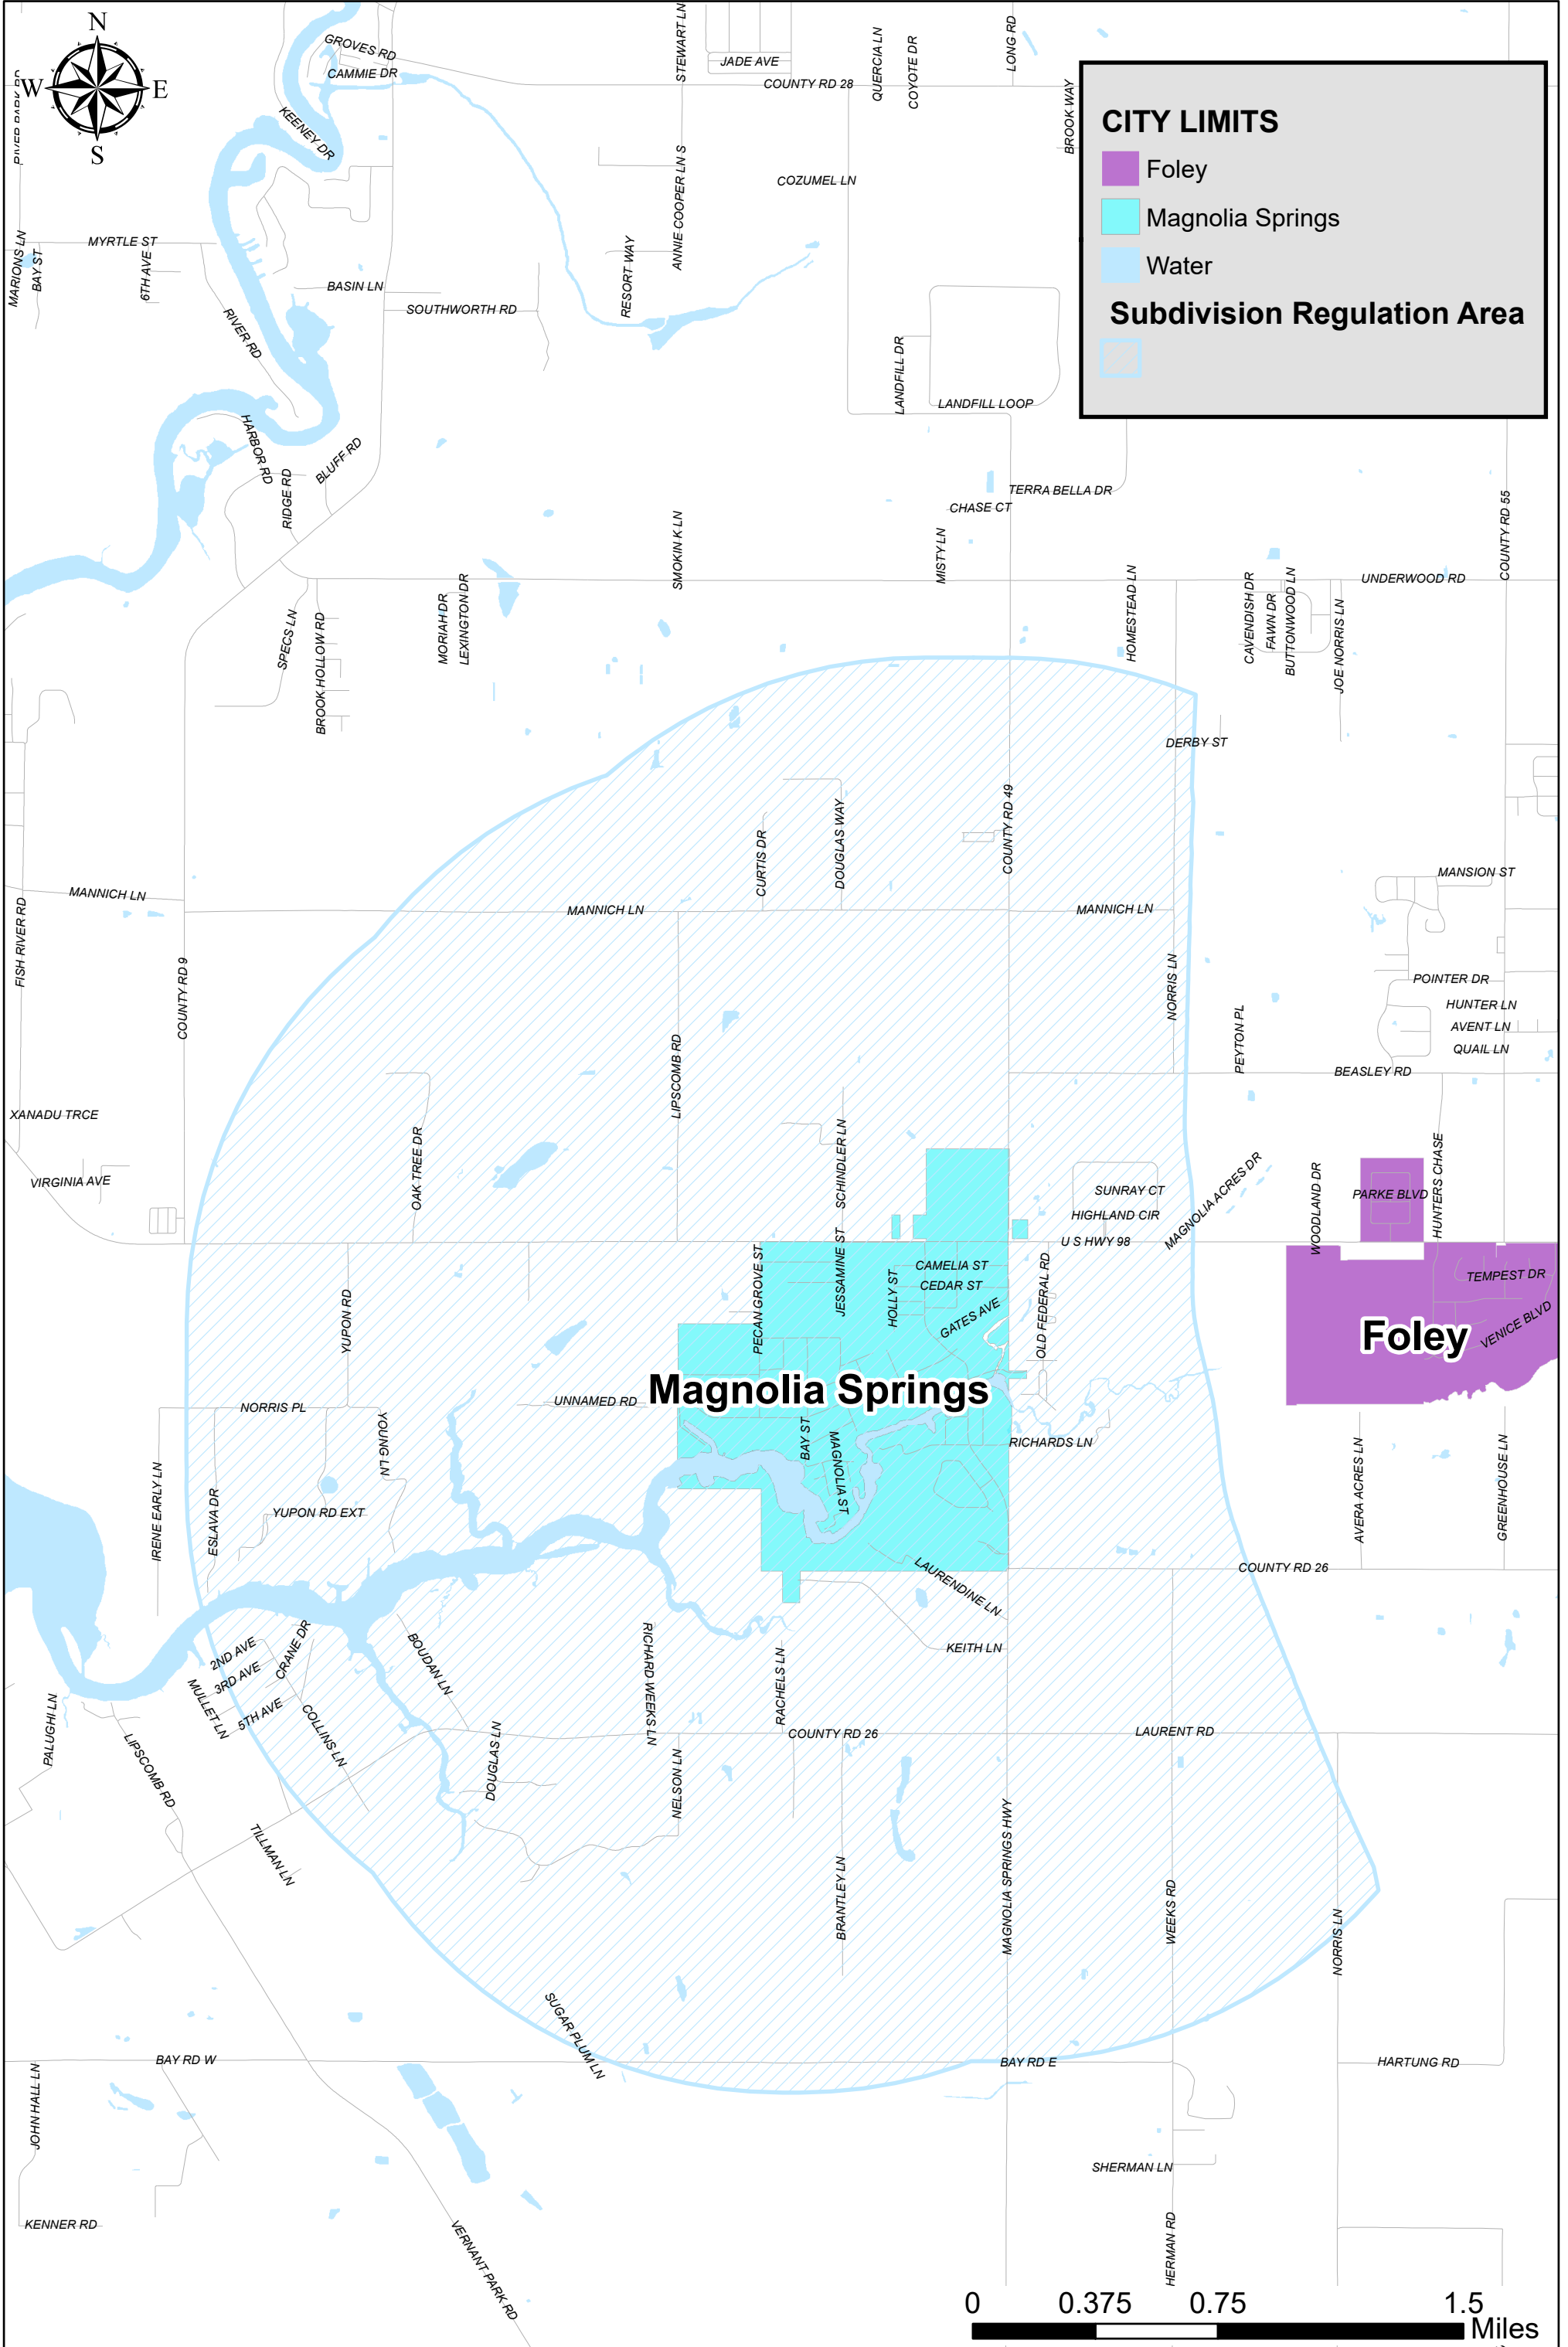 N
W
E
S
GROVES RD
CAMMIE DR
KEENEY DR
STEWART LN
JADE AVE
COUNTY RD 28
QUERCIA LN
COYOTE DR
LONG RD
BROOK WAY
CITY LIMITS
Foley
Magnolia Springs
Water
Subdivision Regulation Area
COZUMEL LN
ANNIE COOPER LN S
RESORT WAY
MARIONS LN
BAY ST
MYRTLE ST
6TH AVE
BASIN LN
RIVER RD
SOUTHWORTH RD
LANDFILL DR
LANDFILL LOOP
HARBOR RD
RIDGE RD
BLUFF RD
TERRA BELLA DR
CHASE CT
SMOKIN K LN
MISTY LN
COUNTY RD 55
UNDERWOOD RD
HOMESTEAD LN
CAVENDISH DR
FAWN DR
BUTTONWOOD LN
JOE NORRIS LN
SPECS LN
BROOK HOLLOW RD
MORIAH DR
LEXINGTON DR
DERBY ST
CURTIS DR
DOUGLAS WAY
COUNTY RD 49
MANNICH LN
MANNICH LN
MANNICH LN
MANSION ST
FISH RIVER RD
COUNTY RD 9
NORRIS LN
POINTER DR
HUNTER LN
AVENT LN
QUAIL LN
PEYTON PL
BEASLEY RD
LIPSCOMB RD
XANADU TRCE
VIRGINIA AVE
OAK TREE DR
SCHINDLER LN
SUNRAY CT
HIGHLAND CIR
U S HWY 98
MAGNOLIA ACRES DR
WOODLAND DR
PARKE BLVD
HUNTERS CHASE
TEMPEST DR
VENICE BLVD
Foley
YUPON RD
PECAN GROVE ST
JESSAMINE ST
HOLLY ST
CAMELIA ST
CEDAR ST
GATES AVE
OLD FEDERAL RD
Magnolia Springs
UNNAMED RD
NORRIS PL
YOUNG LN
BAY ST
MAGNOLIA ST
RICHARDS LN
IRENE EARLY LN
ESLAVA DR
YUPON RD EXT
AVERA ACRES LN
GREENHOUSE LN
COUNTY RD 26
LAURENDINE LN
KEITH LN
2ND AVE
3RD AVE
5TH AVE
CRANE DR
MULLET LN
COLLINS LN
BOUDAN LN
RICHARD WEEKS LN
RACHELS LN
COUNTY RD 26
LAURENT RD
PALUGHI LN
LIPSCOMB RD
DOUGLAS LN
NELSON LN
TILLMAN LN
BRANTLEY LN
MAGNOLIA SPRINGS HWY
WEEKS RD
NORRIS LN
SUGAR PLUM LN
BAY RD W
BAY RD E
HARTUNG RD
JOHN HALL LN
SHERMAN LN
KENNER RD
VERNANT PARK RD
HERMAN RD
0 0.375 0.75 1.5
Miles